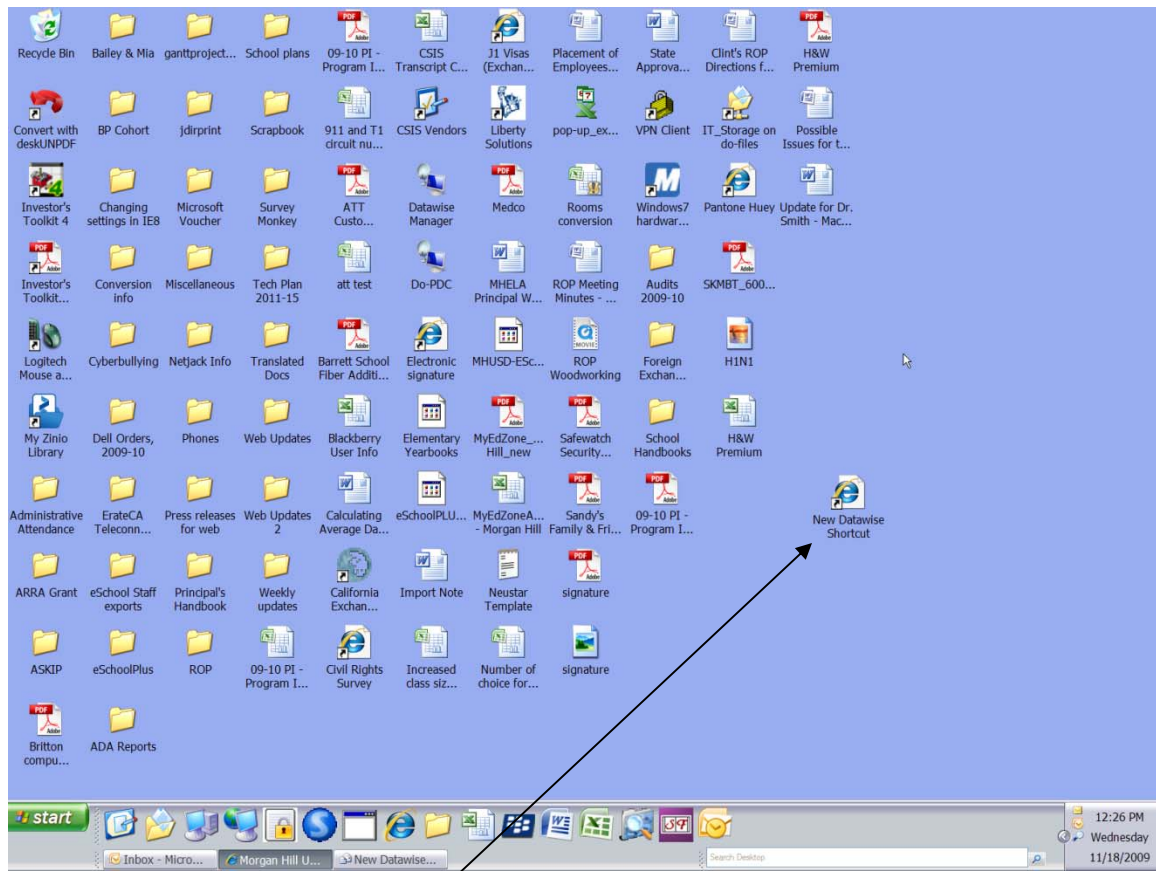 Recycle Bin
Bailey & Mia
ganttproject...
School plans
09-10 PI -
Program I...
CSIS
Transcript C...
J1 Visas
(Exchan...
Placement of
Employees...
State
Approva...
Clint's ROP
Directions f...
H&W
Premium
Convert with
deskUNPDF
BP Cohort
jdirprint
Scrapbook
911 and T1
circuit nu...
CSIS Vendors
Liberty
Solutions
pop-up_ex...
VPN Client
IT_Storage on
do-files
Possible
Issues for t...
Investor's
Toolkit 4
Changing
settings in IE8
Microsoft
Voucher
Survey
Monkey
ATT
Custo...
Datawise
Manager
Medco
Rooms
conversion
Windows7
hardwar...
Pantone Huey
Update for Dr.
Smith - Mac...
Investor's
Toolkit...
Conversion
info
Miscellaneous
Tech Plan
2011-15
att test
Do-PDC
MHELA
Principal W...
ROP Meeting
Minutes - ...
Audits
2009-10
SKMBT_600...
Logitech
Mouse a...
Cyberbullying
Netjack Info
Translated
Docs
Barrett School
Fiber Additi...
Electronic
signature
MHUSD-ESc...
ROP
Woodworking
Foreign
Exchan...
H1N1
My Zinio
Library
Dell Orders,
2009-10
Phones
Web Updates
Blackberry
User Info
Elementary
Yearbooks
MyEdZone_...
Hill_new
Safewatch
Security...
School
Handbooks
H&W
Premium
Administrative
Attendance
ErateCA
Teleconn...
Press releases
for web
Web Updates
2
Calculating
Average Da...
eSchoolPLU...
MyEdZoneA...
- Morgan Hill
Sandy's
Family & Fri...
09-10 PI -
Program I...
New Datawise
Shortcut
ARRA Grant
eSchool Staff
exports
Principal's
Handbook
Weekly
updates
California
Exchan...
Import Note
Neustar
Template
signature
ASKIP
eSchoolPlus
ROP
09-10 PI -
Program I...
Civil Rights
Survey
Increased
class siz...
Number of
choice for...
signature
Britton
compu...
ADA Reports
start
12:26 PM
Wednesday
11/18/2009
Inbox - Micro...
Morgan Hill U...
New Datawise...
Search Desktop